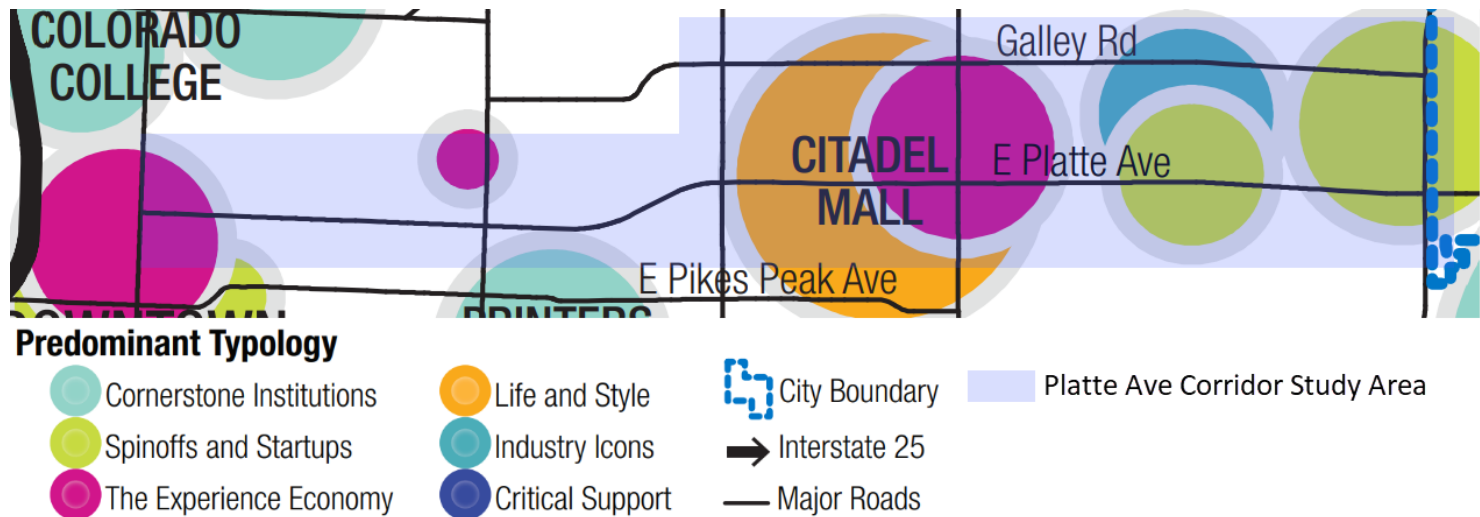 COLORADO
COLLEGE
Galley Rd
CITADEL
MALL
E Platte Ave
E Pikes Peak Ave
DOWNTOWN
PRINTERS
Predominant Typology
Cornerstone Institutions
Spinoffs and Startups
The Experience Economy
Life and Style
Industry Icons
Critical Support
City Boundary
Interstate 25
Major Roads
Platte Ave Corridor Study Area